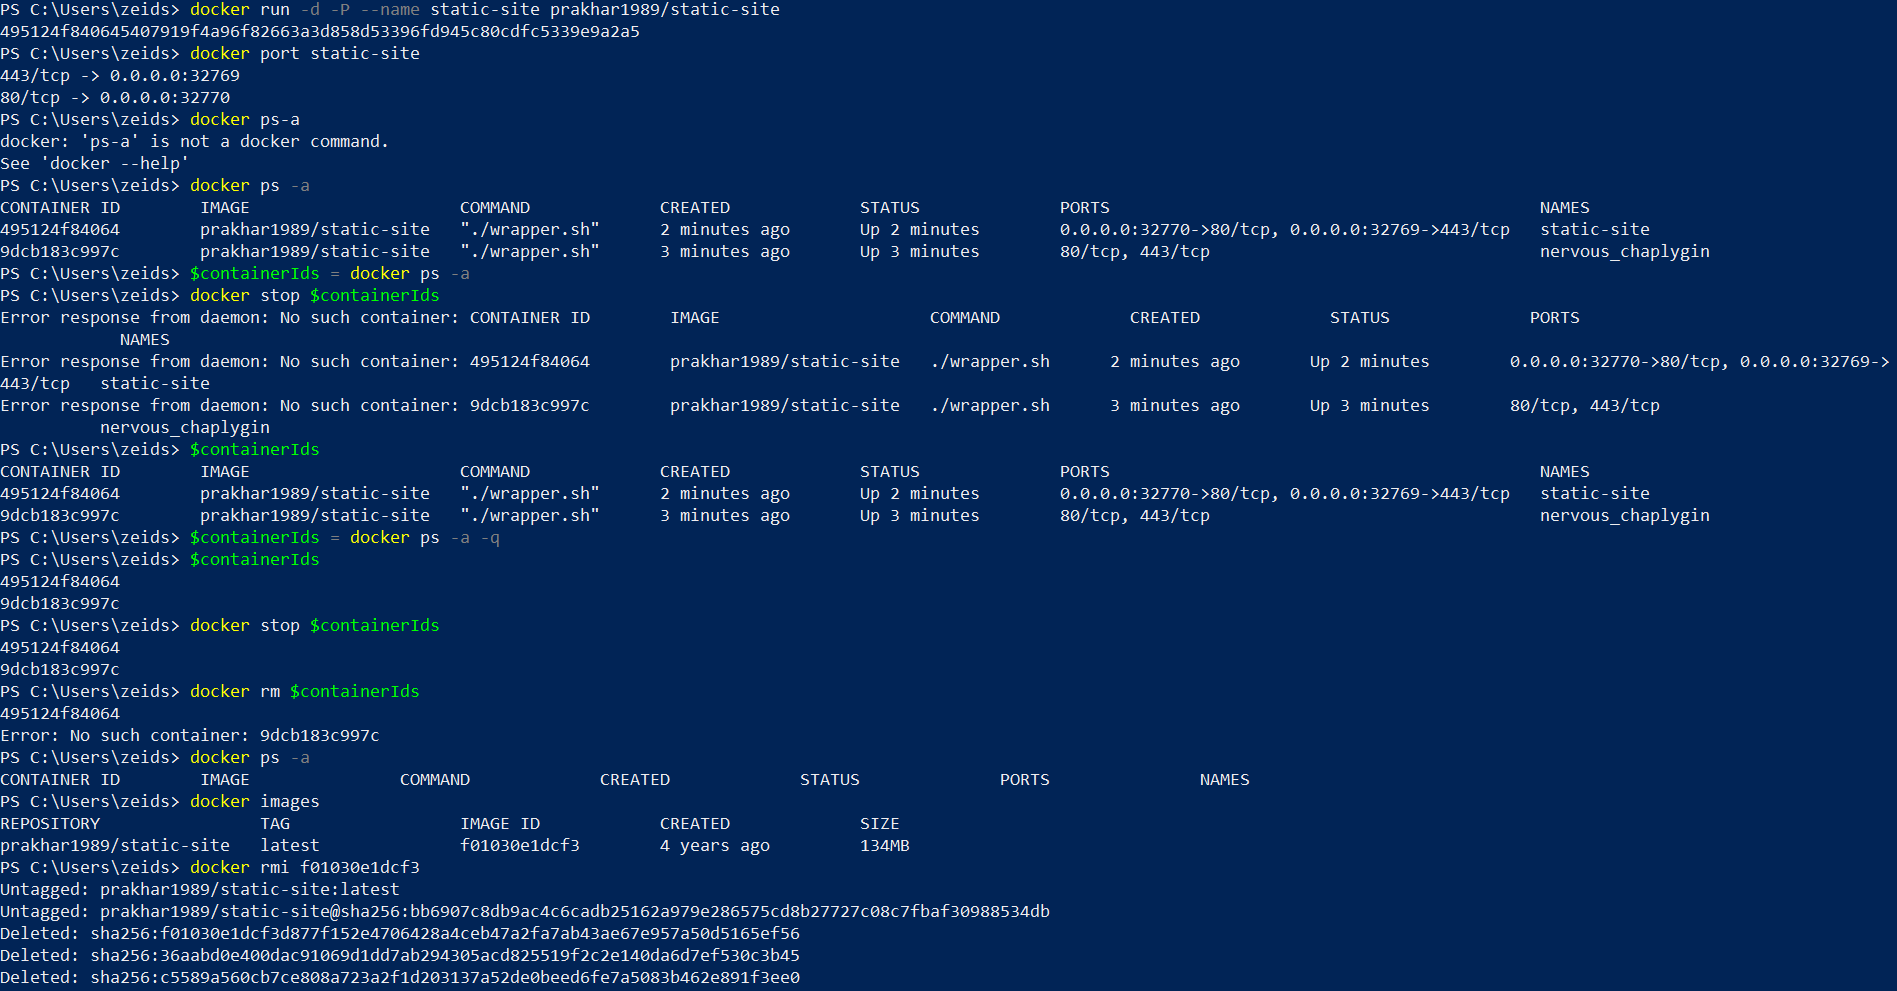 PS C:\Users\zeids> docker run -d -P --name static-site prakhar1989/static-site
495124f840645407919f4a96f82663a3d858d53396fd945c80cdfc5339e9a2a5
PS C:\Users\zeids> docker port static-site
443/tcp -> 0.0.0.0:32769
80/tcp -> 0.0.0.0:32770
PS C:\Users\zeids> docker ps-a
docker: 'ps-a' is not a docker command.
See 'docker --help'
PS C:\Users\zeids> docker ps -a
CONTAINER ID        IMAGE                     COMMAND             CREATED             STATUS              PORTS                                           NAMES
495124f84064        prakhar1989/static-site   "./wrapper.sh"      2 minutes ago       Up 2 minutes        0.0.0.0:32770->80/tcp, 0.0.0.0:32769->443/tcp   static-site
9dcb183c997c        prakhar1989/static-site   "./wrapper.sh"      3 minutes ago       Up 3 minutes        80/tcp, 443/tcp                                 nervous_chaplygin
PS C:\Users\zeids> $containerIds = docker ps -a
PS C:\Users\zeids> docker stop $containerIds
Error response from daemon: No such container: CONTAINER ID        IMAGE                     COMMAND             CREATED             STATUS              PORTS
            NAMES
Error response from daemon: No such container: 495124f84064        prakhar1989/static-site   ./wrapper.sh      2 minutes ago       Up 2 minutes        0.0.0.0:32770->80/tcp, 0.0.0.0:32769->
443/tcp   static-site
Error response from daemon: No such container: 9dcb183c997c        prakhar1989/static-site   ./wrapper.sh      3 minutes ago       Up 3 minutes        80/tcp, 443/tcp
          nervous_chaplygin
PS C:\Users\zeids> $containerIds
CONTAINER ID        IMAGE                     COMMAND             CREATED             STATUS              PORTS                                           NAMES
495124f84064        prakhar1989/static-site   "./wrapper.sh"      2 minutes ago       Up 2 minutes        0.0.0.0:32770->80/tcp, 0.0.0.0:32769->443/tcp   static-site
9dcb183c997c        prakhar1989/static-site   "./wrapper.sh"      3 minutes ago       Up 3 minutes        80/tcp, 443/tcp                                 nervous_chaplygin
PS C:\Users\zeids> $containerIds = docker ps -a -q
PS C:\Users\zeids> $containerIds
495124f84064
9dcb183c997c
PS C:\Users\zeids> docker stop $containerIds
495124f84064
9dcb183c997c
PS C:\Users\zeids> docker rm $containerIds
495124f84064
Error: No such container: 9dcb183c997c
PS C:\Users\zeids> docker ps -a
CONTAINER ID        IMAGE               COMMAND             CREATED             STATUS              PORTS               NAMES
PS C:\Users\zeids> docker images
REPOSITORY                TAG                 IMAGE ID            CREATED             SIZE
prakhar1989/static-site   latest              f01030e1dcf3        4 years ago         134MB
PS C:\Users\zeids> docker rmi f01030e1dcf3
Untagged: prakhar1989/static-site:latest
Untagged: prakhar1989/static-site@sha256:bb6907c8db9ac4c6cadb25162a979e286575cd8b27727c08c7fbaf30988534db
Deleted: sha256:f01030e1dcf3d877f152e4706428a4ceb47a2fa7ab43ae67e957a50d5165ef56
Deleted: sha256:36aabd0e400dac91069d1dd7ab294305acd825519f2c2e140da6d7ef530c3b45
Deleted: sha256:c5589a560cb7ce808a723a2f1d203137a52de0beed6fe7a5083b462e891f3ee0